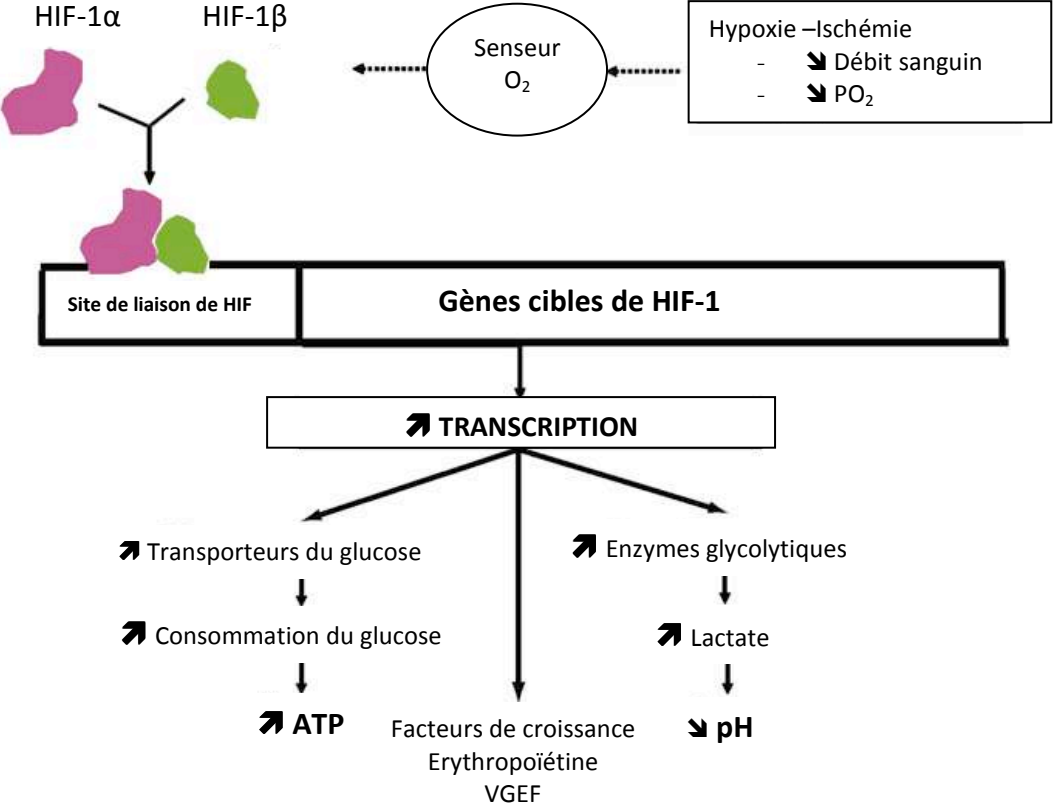 HIF-1α
HIF-1β
Senseur
O₂
Hypoxie –Ischémie
- ↘ Débit sanguin
- ↘ PO₂
Site de liaison de HIF
Gènes cibles de HIF-1
↗ TRANSCRIPTION
↗ Transporteurs du glucose
↗ Consommation du glucose
↗ ATP
Facteurs de croissance
Erythropoïétine
VGEF
↗ Enzymes glycolytiques
↗ Lactate
↘ pH